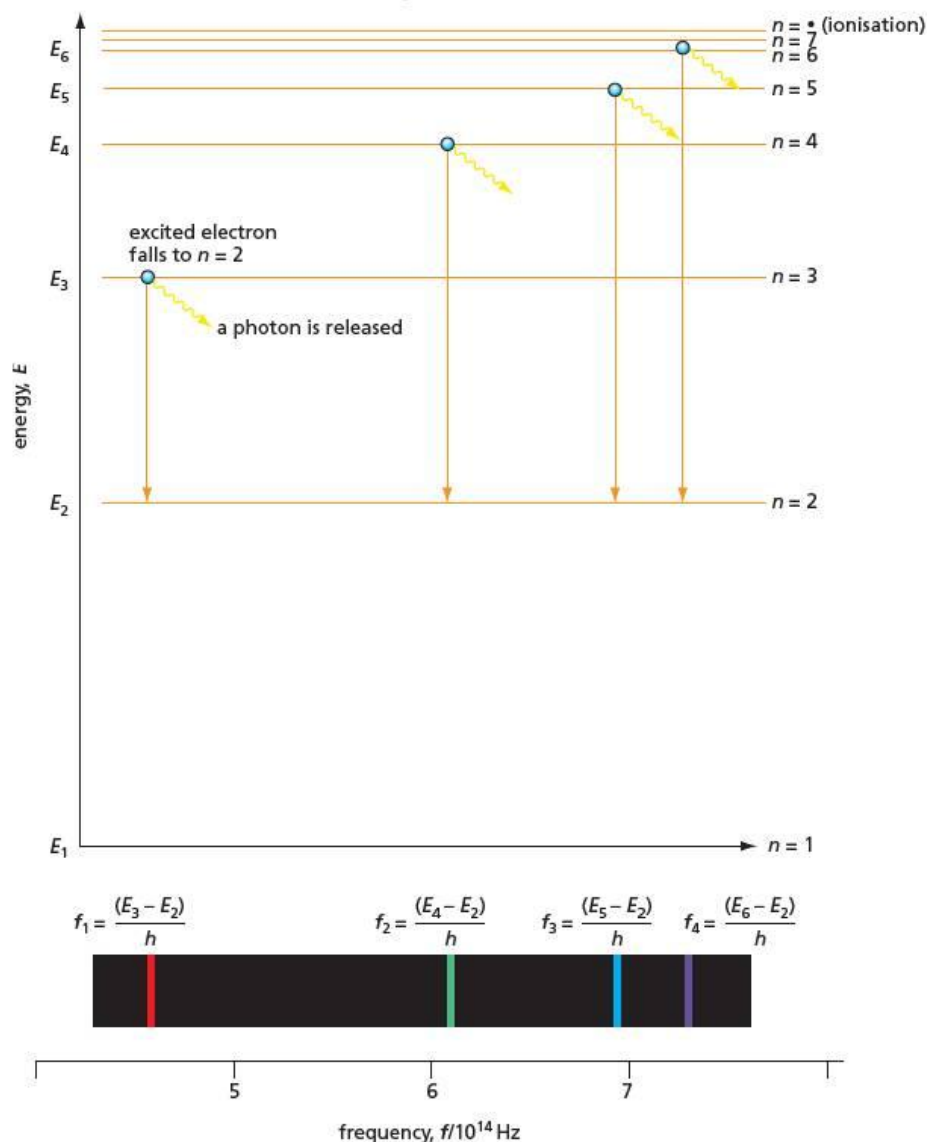 n = • (ionisation)
n = 7
E6
n = 6
E5
n = 5
E4
n = 4
excited electron
falls to n = 2
E3
n = 3
a photon is released
energy, E
E2
n = 2
E1
n = 1
f1 = (E3 – E2) / h
f2 = (E4 – E2) / h
f3 = (E5 – E2) / h
f4 = (E6 – E2) / h
5 6 7
frequency, f/10^14 Hz